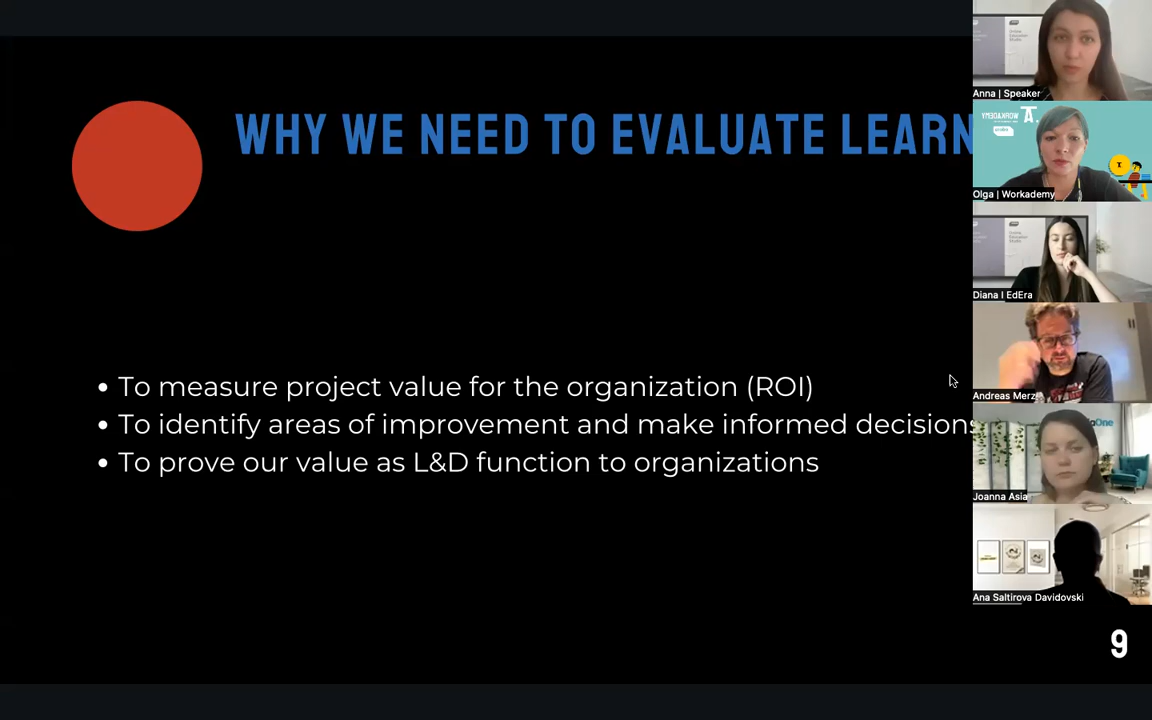 WHY WE NEED TO EVALUATE LEARN
• To measure project value for the organization (ROI)
• To identify areas of improvement and make informed decisions
• To prove our value as L&D function to organizations
9
Anna | Speaker
Olga | Workademy
Diana I EdEra
Andreas Merz
Joanna Asia
Ana Saltirova Davidovski